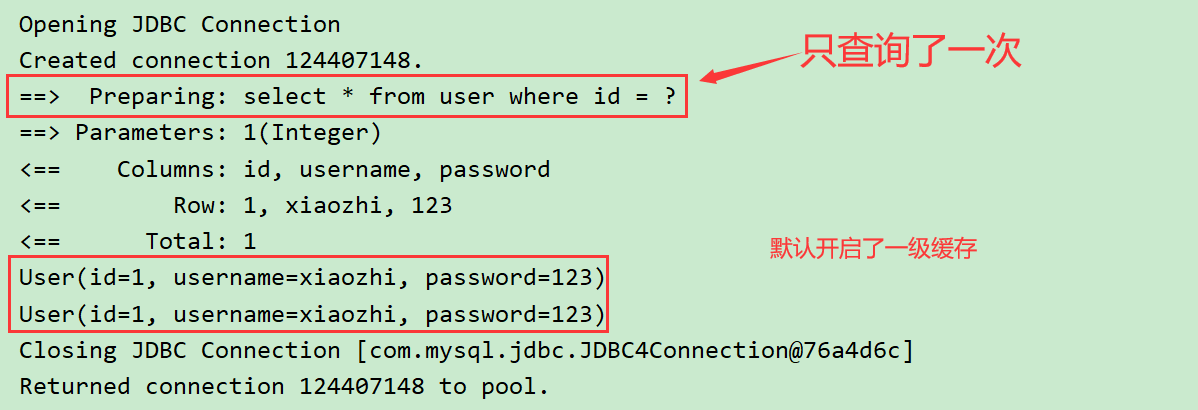 Opening JDBC Connection
Created connection 124407148.
只查询了一次
==>  Preparing: select * from user where id = ?
==> Parameters: 1(Integer)
<==    Columns: id, username, password
<==        Row: 1, xiaozhi, 123
<==      Total: 1
默认开启了一级缓存
User(id=1, username=xiaozhi, password=123)
User(id=1, username=xiaozhi, password=123)
Closing JDBC Connection [com.mysql.jdbc.JDBC4Connection@76a4d6c]
Returned connection 124407148 to pool.